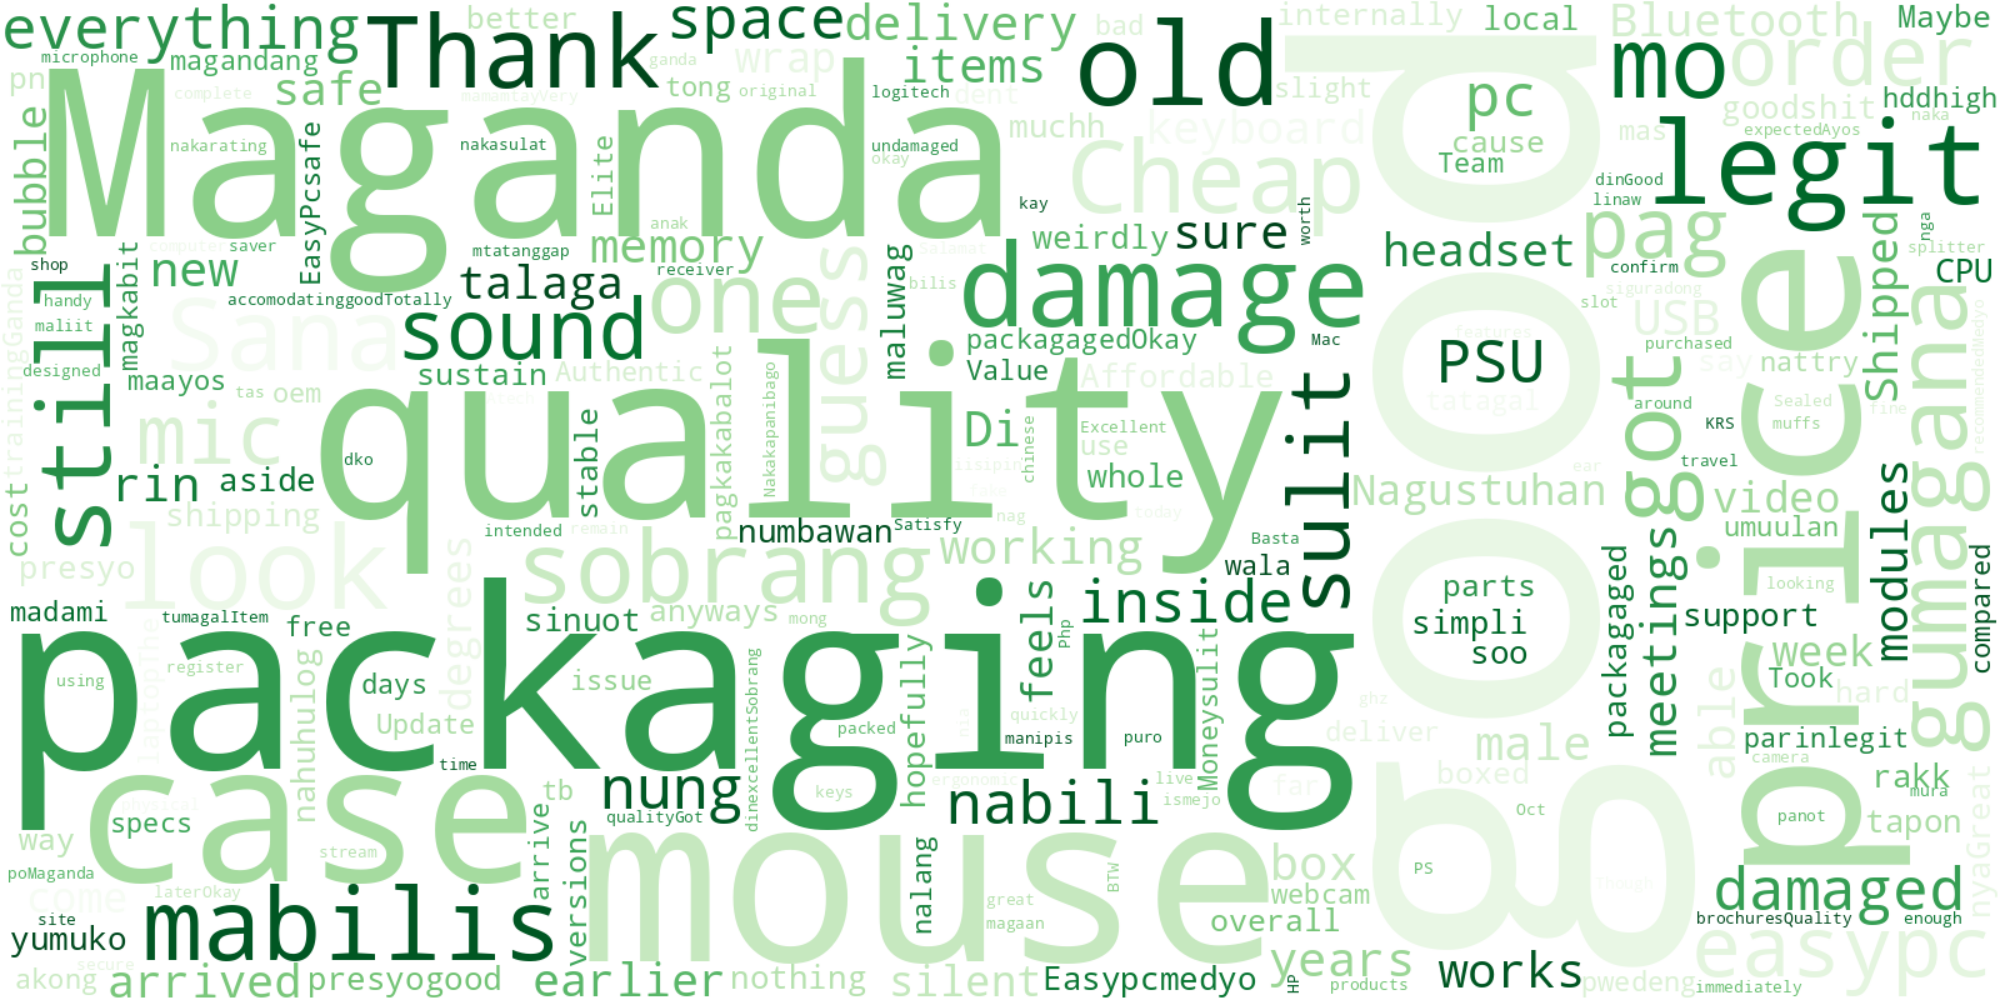 everything
Thank
space
delivery
better
bad
internally
local
Bluetooth
Maybe
microphone
magandang
ganda
wrap
old
mo
order
pn
safe
items
slight
pc
goodshit
hddhigh
complete
mamamtayVery
tong
original
logitech
dent
muchh
keyboard
cause
mas
expectedAyos
naka
bubble
Maganda
nakarating
EasyPcsafe
nakasulat
Elite
undamaged
okay
Cheap
Team
legit
dinGood
linaw
kay
worth
anak
computer
saver
mtatanggap
memory
Salamat
weirdly
sure
headset
pag
nga
splitter
shop
new
talaga
receiver
bilis
maluwag
damage
confirm
CPU
trainingGanda
still
handy
magkabit
accomodatinggoodTotally
one
guess
siguradong
slot
shipped
maliit
Sana
sound
packagagedOkay
Mac
features
USB
purchased
price
gumagana
recommendedMedyo
designed
maayos
sustain
Authentic
Value
Affordable
PSU
say
nattry
tas
oem
quality
pagkakabalot
tatagal
got
around
Sealed
fine
mic
stable
Di
Excellent
sulit
KRS
muffs
cost
rin
aside
dko
Nakakapanibago
iisipin
chinese
use
whole
ear
travel
modules
fake
Nagustuhan
video
shipping
intended
remain
numbawan
Satisfy
nag
today
umuulan
presyo
look
degrees
sobrang
working
Basta
wala
good
packagaged
meetings
looking
compared
madami
tumagalItem
free
sinuot
anyways
mong
feels
Php
inside
parts
simpli
support
laptopThe
register
nahuhulog
soo
week
using
packaging
days
issue
hopefully
quickly
Moneysulit
able
Took
hard
Update
dinexcellentSobrang
packed
nia
manipis
puro
ghz
deliver
male
parinlegit
time
camera
case
physical
tb
nung
keys
ergonomic
nabili
live
ismejo
far
boxed
rakk
mura
nyaGreat
way
specs
stream
arrive
versions
qualityGot
mouse
Oct
panot
tapon
poMaganda
come
laterOkay
nalang
great
BTW
box
webcam
PS
Though
damaged
site
yumuko
mabilis
magaan
overall
brochuresQuality
enough
akong
secure
arrived
presyogood
earlier
nothing
silent
Easypcmedyo
years
HP
products
works
pwedeng
easypc
immediately